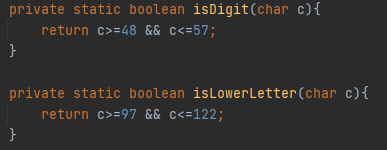 private static boolean isDigit(char c){
    return c>=48 && c<=57;
}

private static boolean isLowerLetter(char c){
    return c>=97 && c<=122;
}